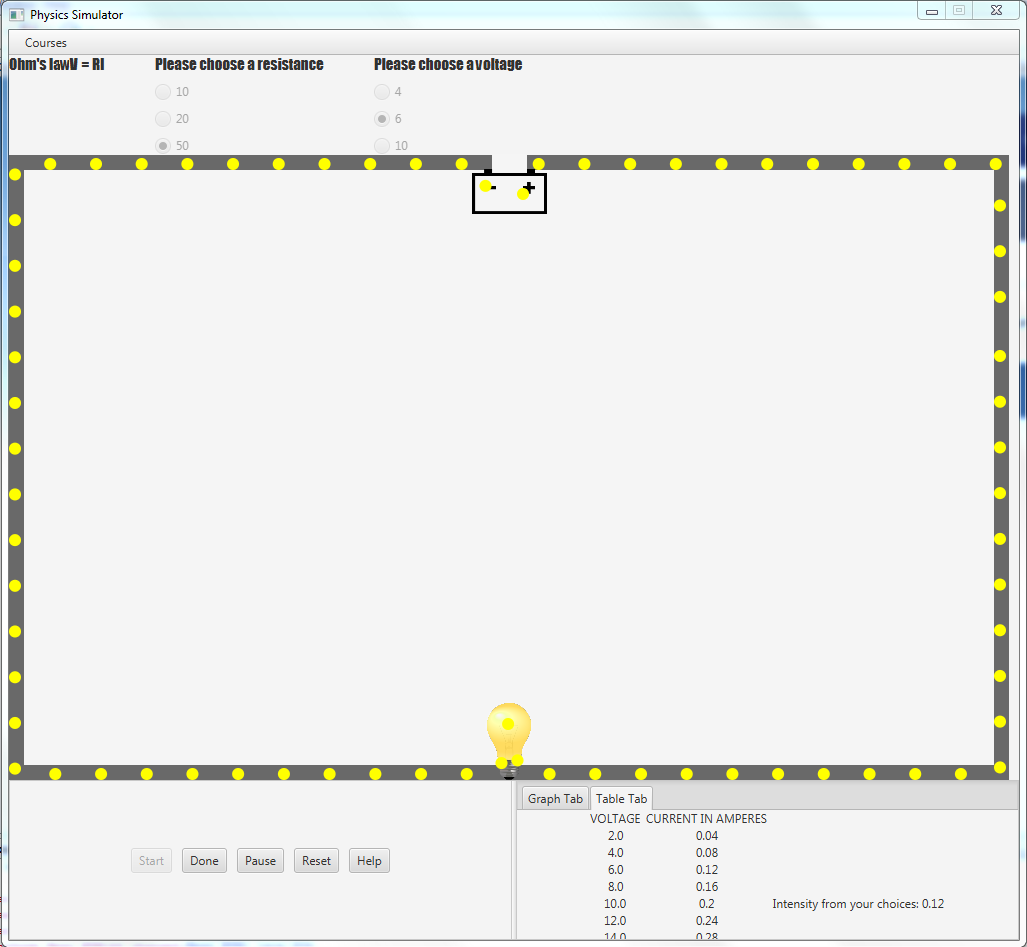 Physics Simulator
Courses
Ohm's lawV = RI Please choose a resistance Please choose a voltage
10 4
20 6
50 10
- +
Graph Tab Table Tab
VOLTAGE CURRENT IN AMPERES
2.0 0.04
4.0 0.08
6.0 0.12
8.0 0.16
10.0 0.2 Intensity from your choices: 0.12
12.0 0.24
14.0 0.28
Start Done Pause Reset Help